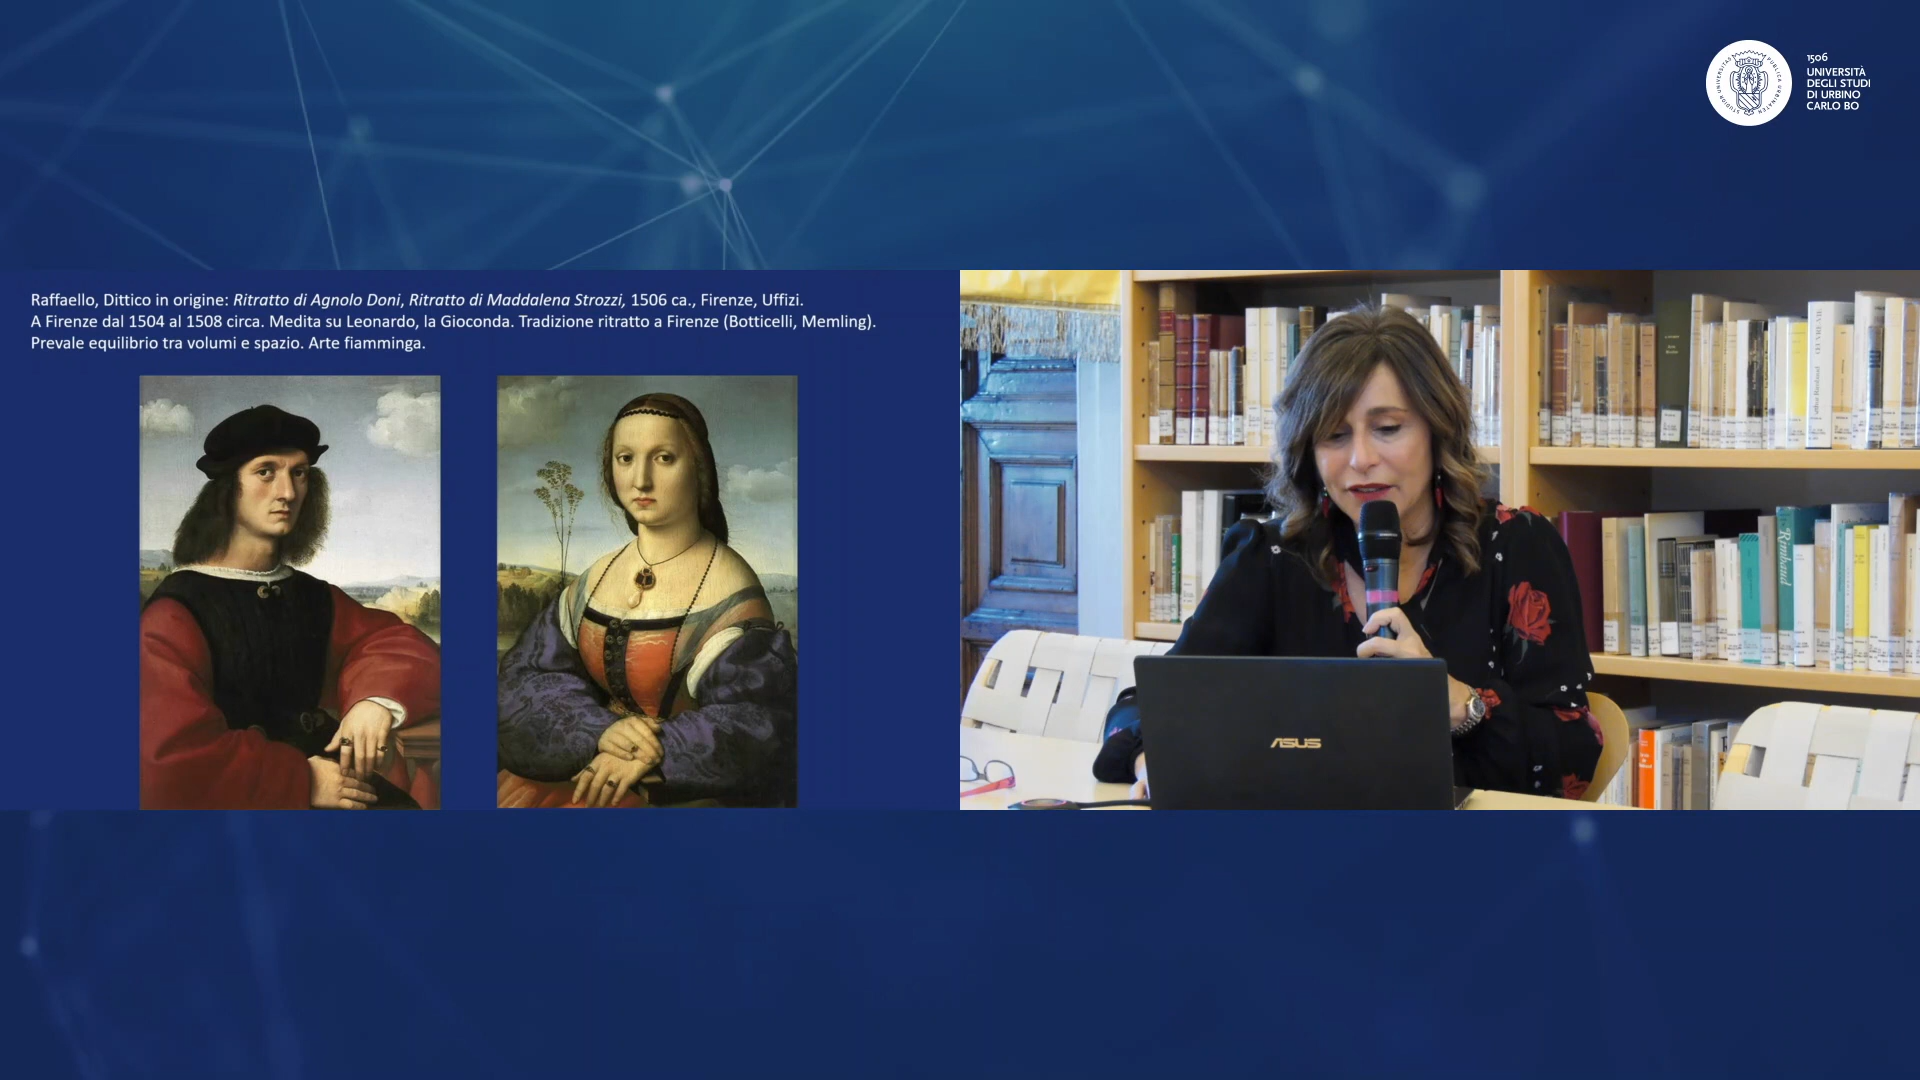 1506
UNIVERSITÀ
DEGLI STUDI
DI URBINO
CARLO BO
Raffaello, Dittico in origine: Ritratto di Agnolo Doni, Ritratto di Maddalena Strozzi, 1506 ca., Firenze, Uffizi.
A Firenze dal 1504 al 1508 circa. Medita su Leonardo, la Gioconda. Tradizione ritratto a Firenze (Botticelli, Memling).
Prevale equilibrio tra volumi e spazio. Arte fiamminga.
Rimbaud
ASUS